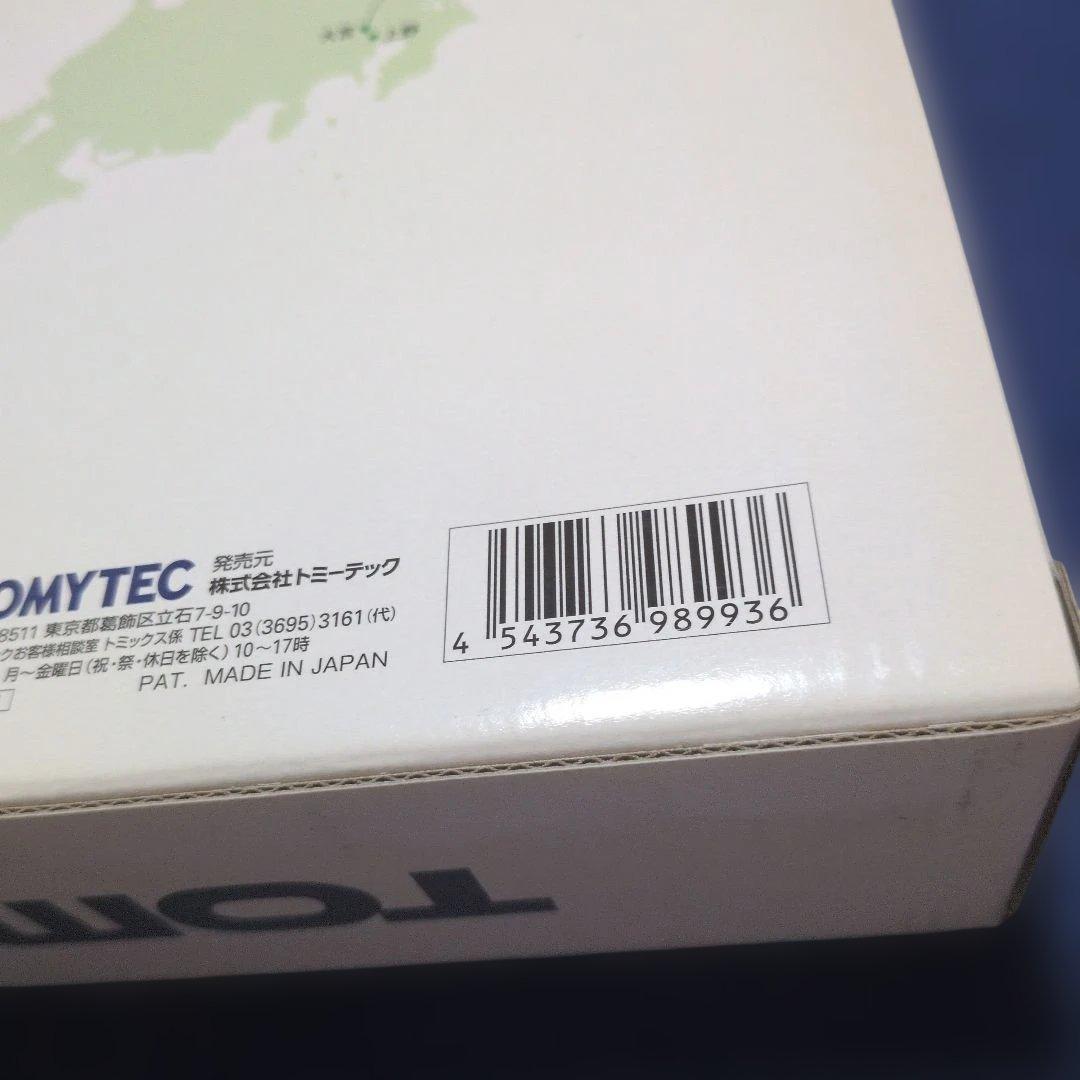 上野
OMYTEC
発売元
株式会社トミーテック
8511 東京都葛飾区立石7-9-10
クお客様相談室 トミックス係 TEL 03(3695)3161(代)
月〜金曜日(祝・祭・休日を除く)10〜17時
PAT. MADE IN JAPAN
4 543736 989936
TOM